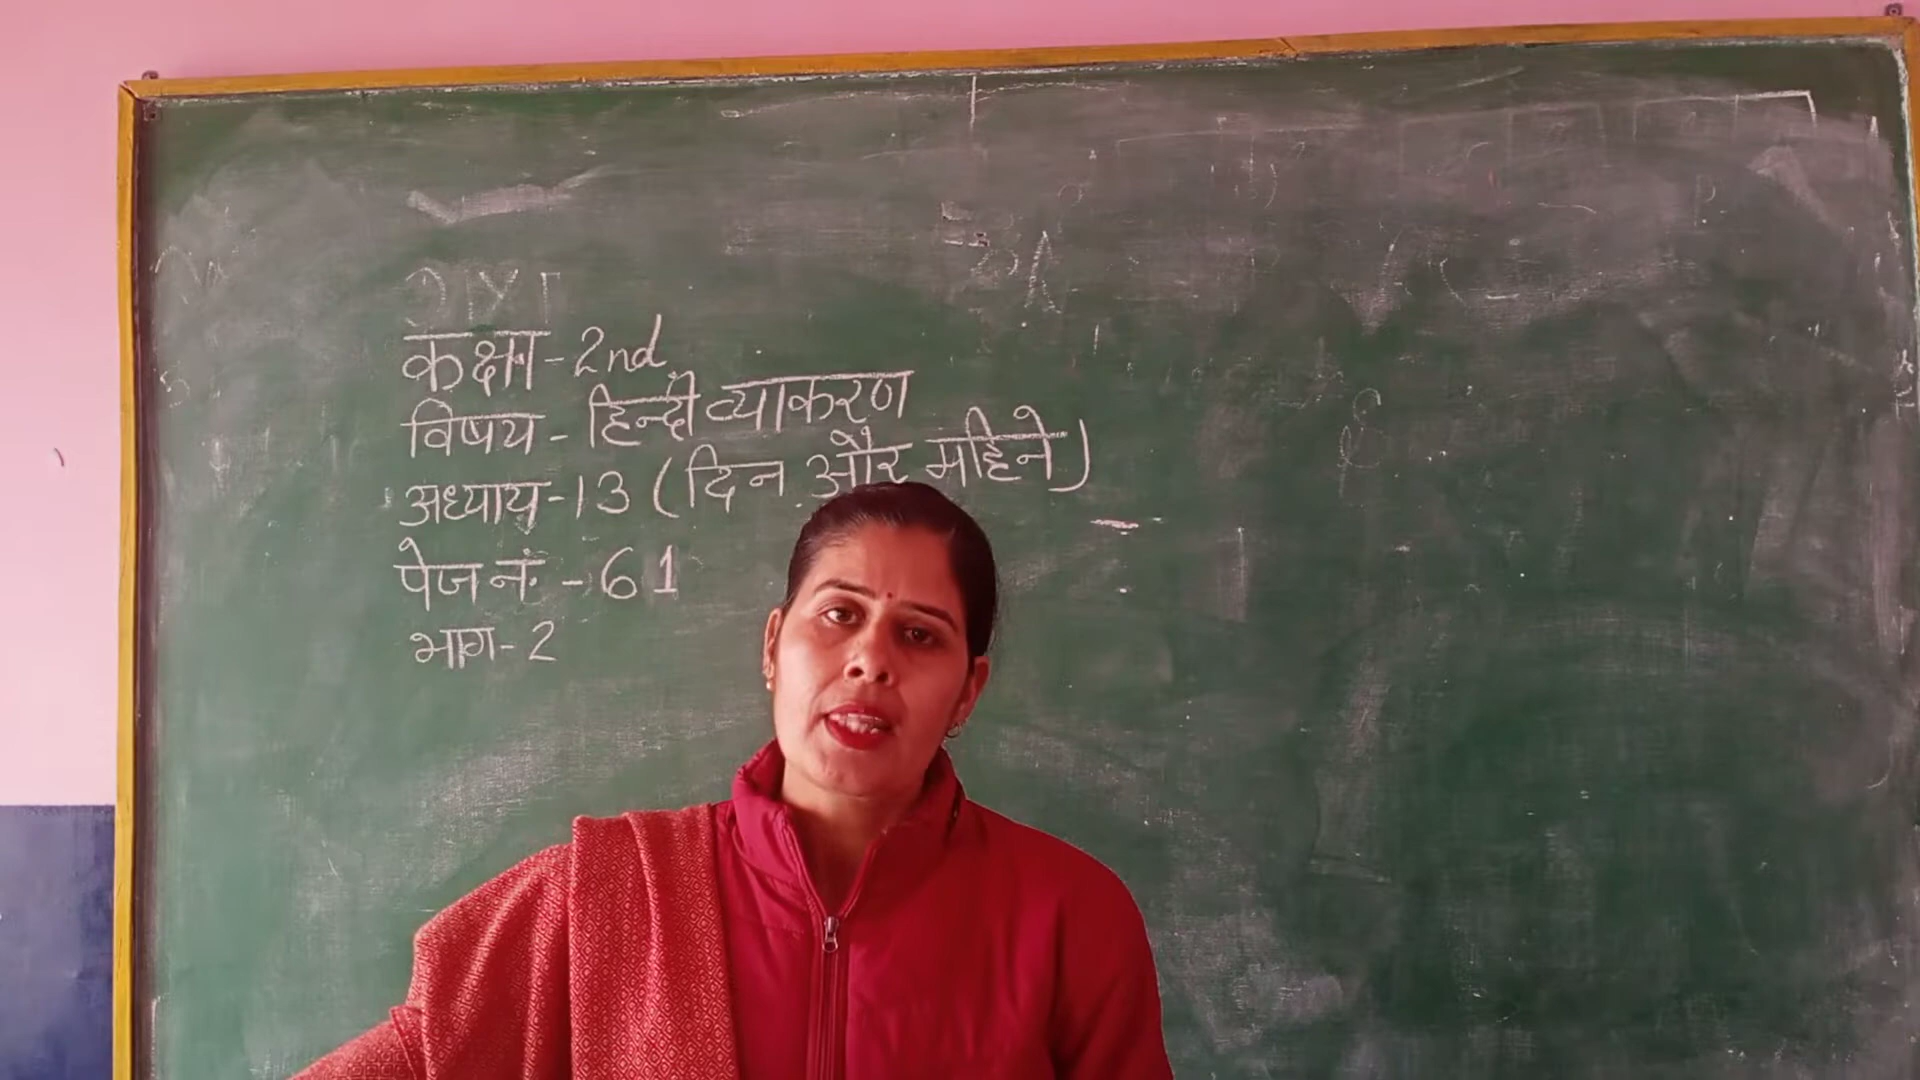 कक्षा - 2nd
विषय - हिन्दी व्याकरण
अध्याय - 13 (दिन और महिने)
पेज नं. - 61
भाग - 2